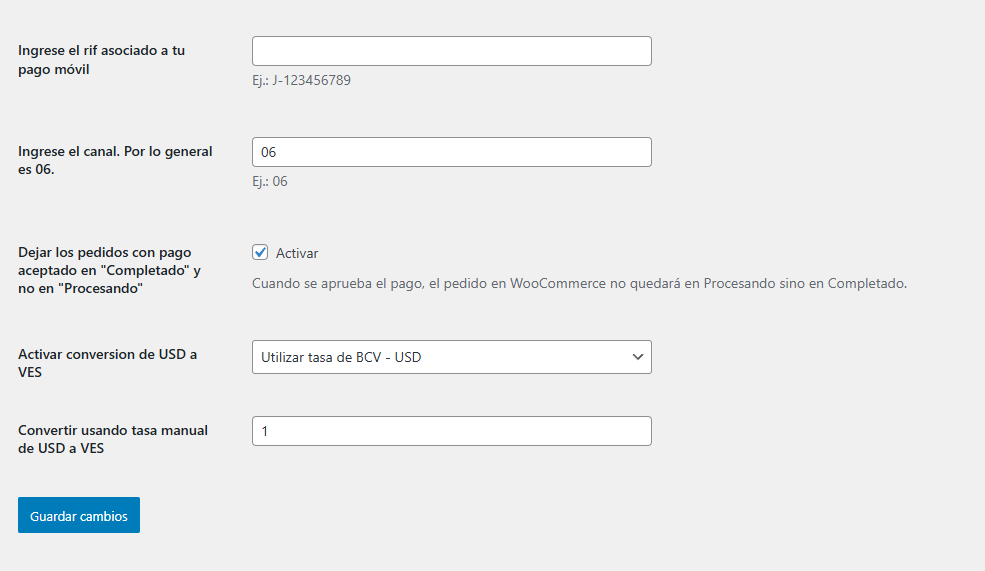 Ingrese el rif asociado a tu
pago móvil
Ej.: J-123456789
Ingrese el canal. Por lo general
es 06.
06
Ej.: 06
Dejar los pedidos con pago
aceptado en "Completado" y
no en "Procesando"
Activar
Cuando se aprueba el pago, el pedido en WooCommerce no quedará en Procesando sino en Completado.
Activar conversion de USD a
VES
Utilizar tasa de BCV - USD
Convertir usando tasa manual
de USD a VES
1
Guardar cambios